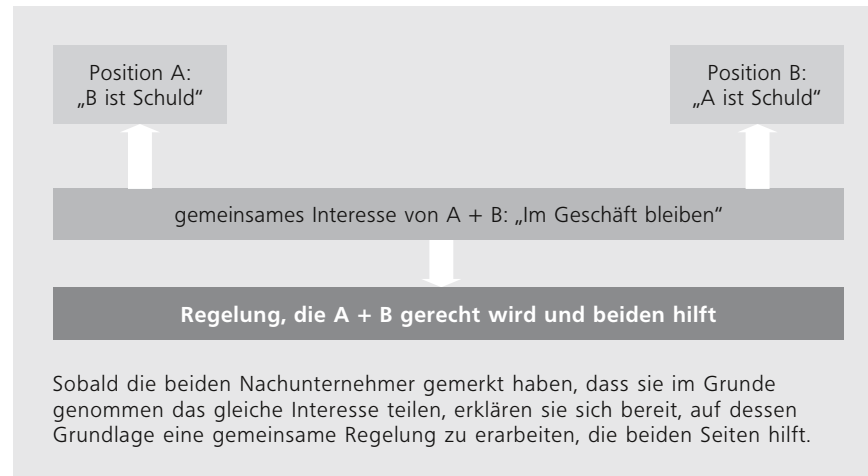 Position A:
„B ist Schuld“
Position B:
„A ist Schuld“
gemeinsames Interesse von A + B: „Im Geschäft bleiben“
Regelung, die A + B gerecht wird und beiden hilft
Sobald die beiden Nachunternehmer gemerkt haben, dass sie im Grunde
genommen das gleiche Interesse teilen, erklären sie sich bereit, auf dessen
Grundlage eine gemeinsame Regelung zu erarbeiten, die beiden Seiten hilft.